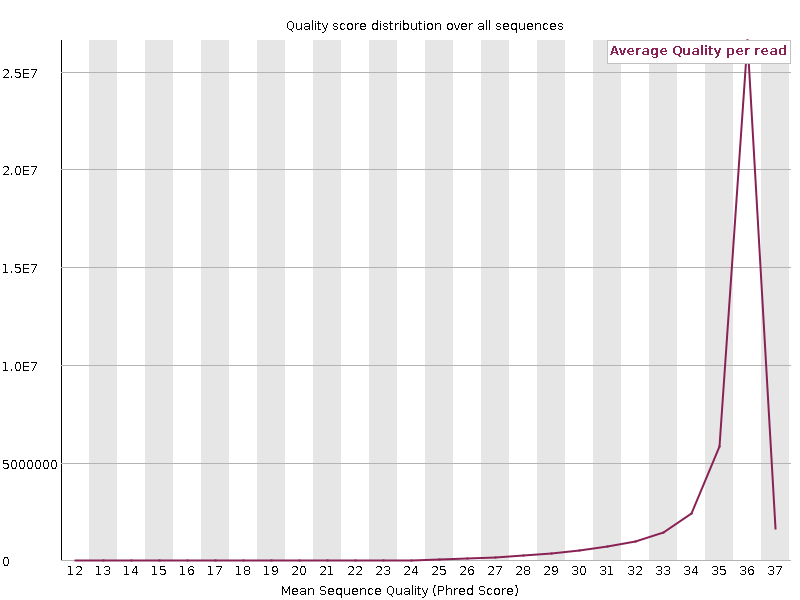 Quality score distribution over all sequences
Average Quality per read
2.5E7
2.0E7
1.5E7
1.0E7
5000000
0
12 13 14 15 16 17 18 19 20 21 22 23 24 25 26 27 28 29 30 31 32 33 34 35 36 37
Mean Sequence Quality (Phred Score)